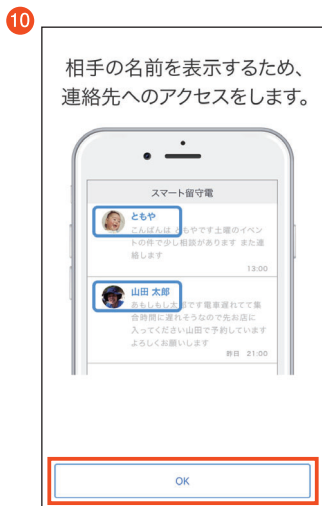 10
相手の名前を表示するため、
連絡先へのアクセスをします。
スマート留守電
ともや
こんばんは ともやです土曜のイベン
トの件で少し相談があります また連
絡します
13:00
山田 太郎
あもしもし太郎です電車遅れてて集
合時間に遅れそうなので先お店に
入ってください山田で予約しています
よろしくお願いします
昨日 21:00
OK